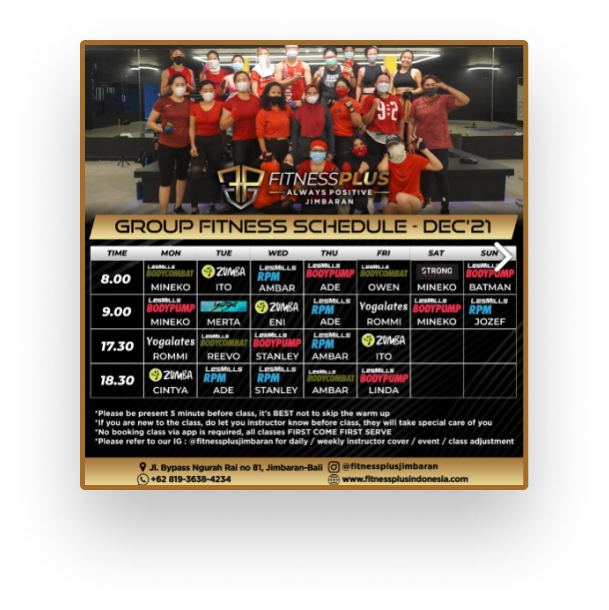 9:2
FITNESSPLUS
ALWAYS POSITIVE
JIMBARAN
GROUP FITNESS SCHEDULE - DEC'21
TIME MON TUE WED THU FRI SAT SUN
8.00 LesMILLS BODYCOMBAT MINEKO ZUMBA ITO LesMILLS RPM AMBAR LesMILLS BODYPUMP ADE LesMILLS BODYCOMBAT OWEN STRONG MINEKO LesMILLS BODYPUMP BATMAN
9.00 LesMILLS BODYPUMP MINEKO MERTA ZUMBA ENI LesMILLS RPM ADE Yogalates ROMMI LesMILLS BODYPUMP MINEKO LesMILLS RPM JOZEF
17.30 Yogalates ROMMI LesMILLS BODYCOMBAT REEVO LesMILLS BODYPUMP STANLEY LesMILLS RPM AMBAR ZUMBA ITO
18.30 ZUMBA CINTYA LesMILLS RPM ADE LesMILLS RPM STANLEY LesMILLS BODYCOMBAT AMBAR LesMILLS BODYPUMP LINDA
*Please be present 5 minute before class, it's BEST not to skip the warm up
*If you are new to the class, do let you instructor know before class, they will take special care of you
*No booking class via app is required, all classes FIRST COME FIRST SERVE
*Please refer to our IG : @fitnessplusjimbaran for daily / weekly instructor cover / event / class adjustment
Jl. Bypass Ngurah Rai no 81, Jimbaran-Bali @fitnessplusjimbaran
+62 819-3638-4234 www.fitnessplusindonesia.com